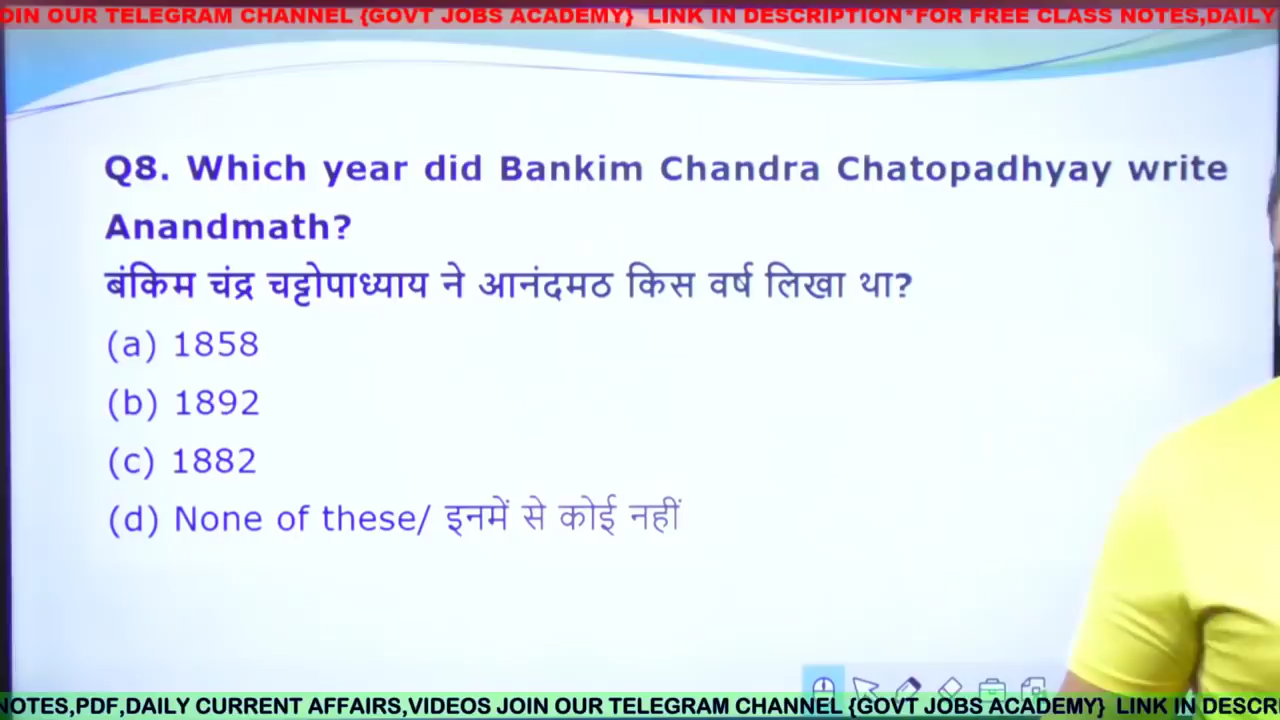 OIN OUR TELEGRAM CHANNEL {GOVT JOBS ACADEMY} LINK IN DESCRIPTION*FOR FREE CLASS NOTES,DAILY
Q8. Which year did Bankim Chandra Chatopadhyay write
Anandmath?
बंकिम चंद्र चट्टोपाध्याय ने आनंदमठ किस वर्ष लिखा था?
(a) 1858
(b) 1892
(c) 1882
(d) None of these/ इनमें से कोई नहीं
NOTES,PDF,DAILY CURRENT AFFAIRS,VIDEOS JOIN OUR TELEGRAM CHANNEL {GOVT JOBS ACADEMY} LINK IN DESCR